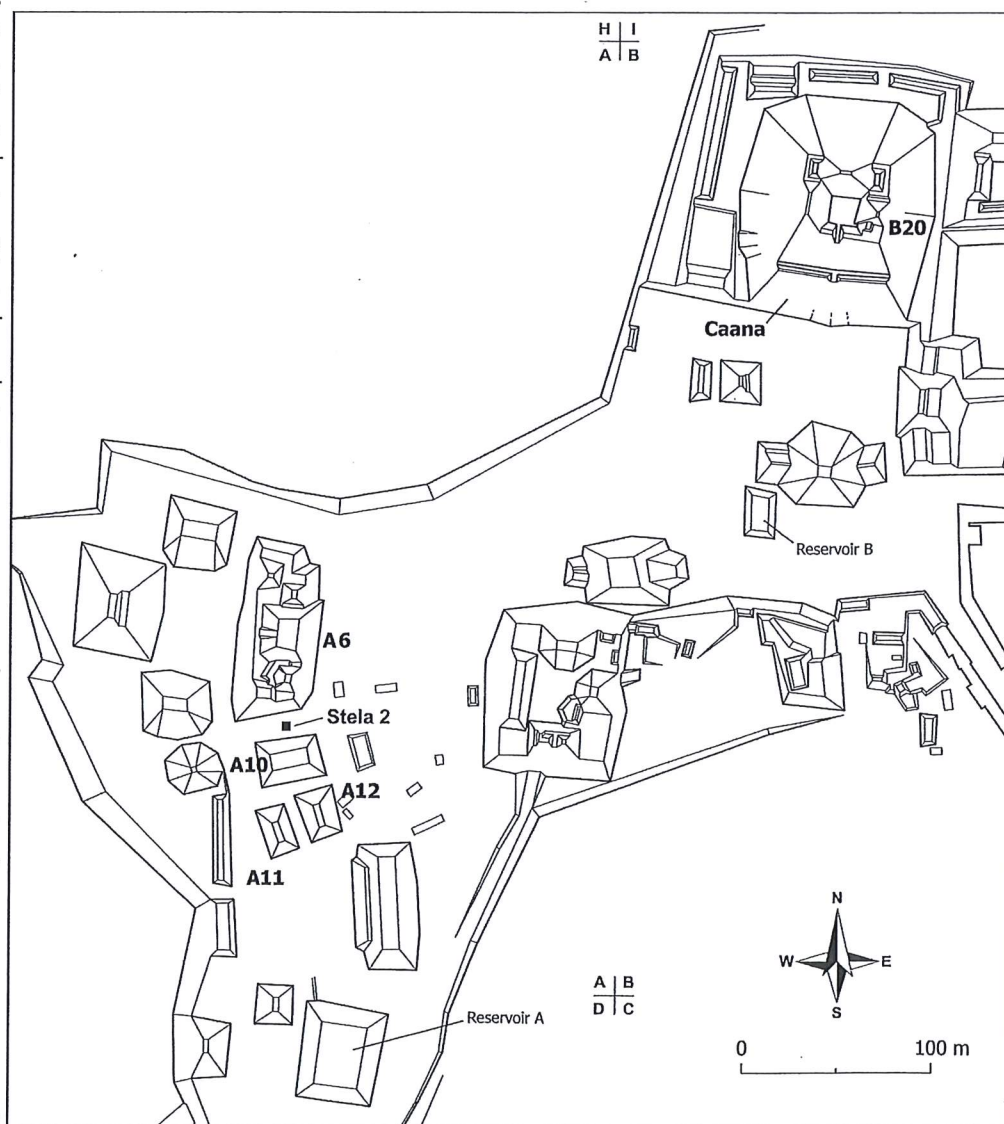 H I
A B
B20
Caana
Reservoir B
A6
Stela 2
A10
A12
A11
A B
D C
Reservoir A
N
W E
S
0 100 m